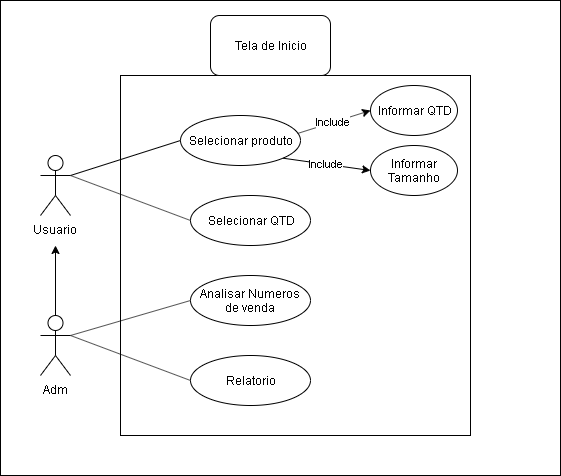 Tela de Inicio
Informar QTD
Include
Selecionar produto
Include
Informar
Tamanho
Usuario
Selecionar QTD
Analisar Numeros
de venda
Adm
Relatorio